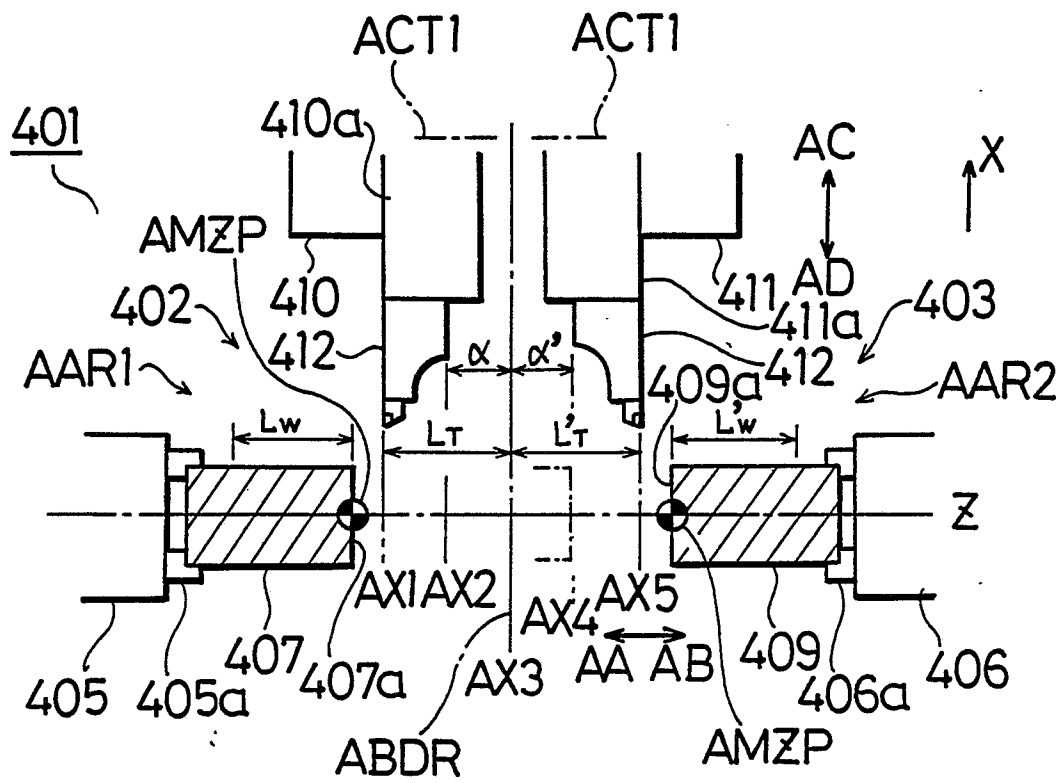 ACT1 ACT1
401 410a AC X
AMZP
410 AD 411 403
402 412 α α' 411a
412
AAR1 409a AAR2
LW LT L'T L'W
Z
AX1 AX2 AX4 AX5
405 405a 407 407a AX3 AA AB 409 406a 406
ABDR AMZP